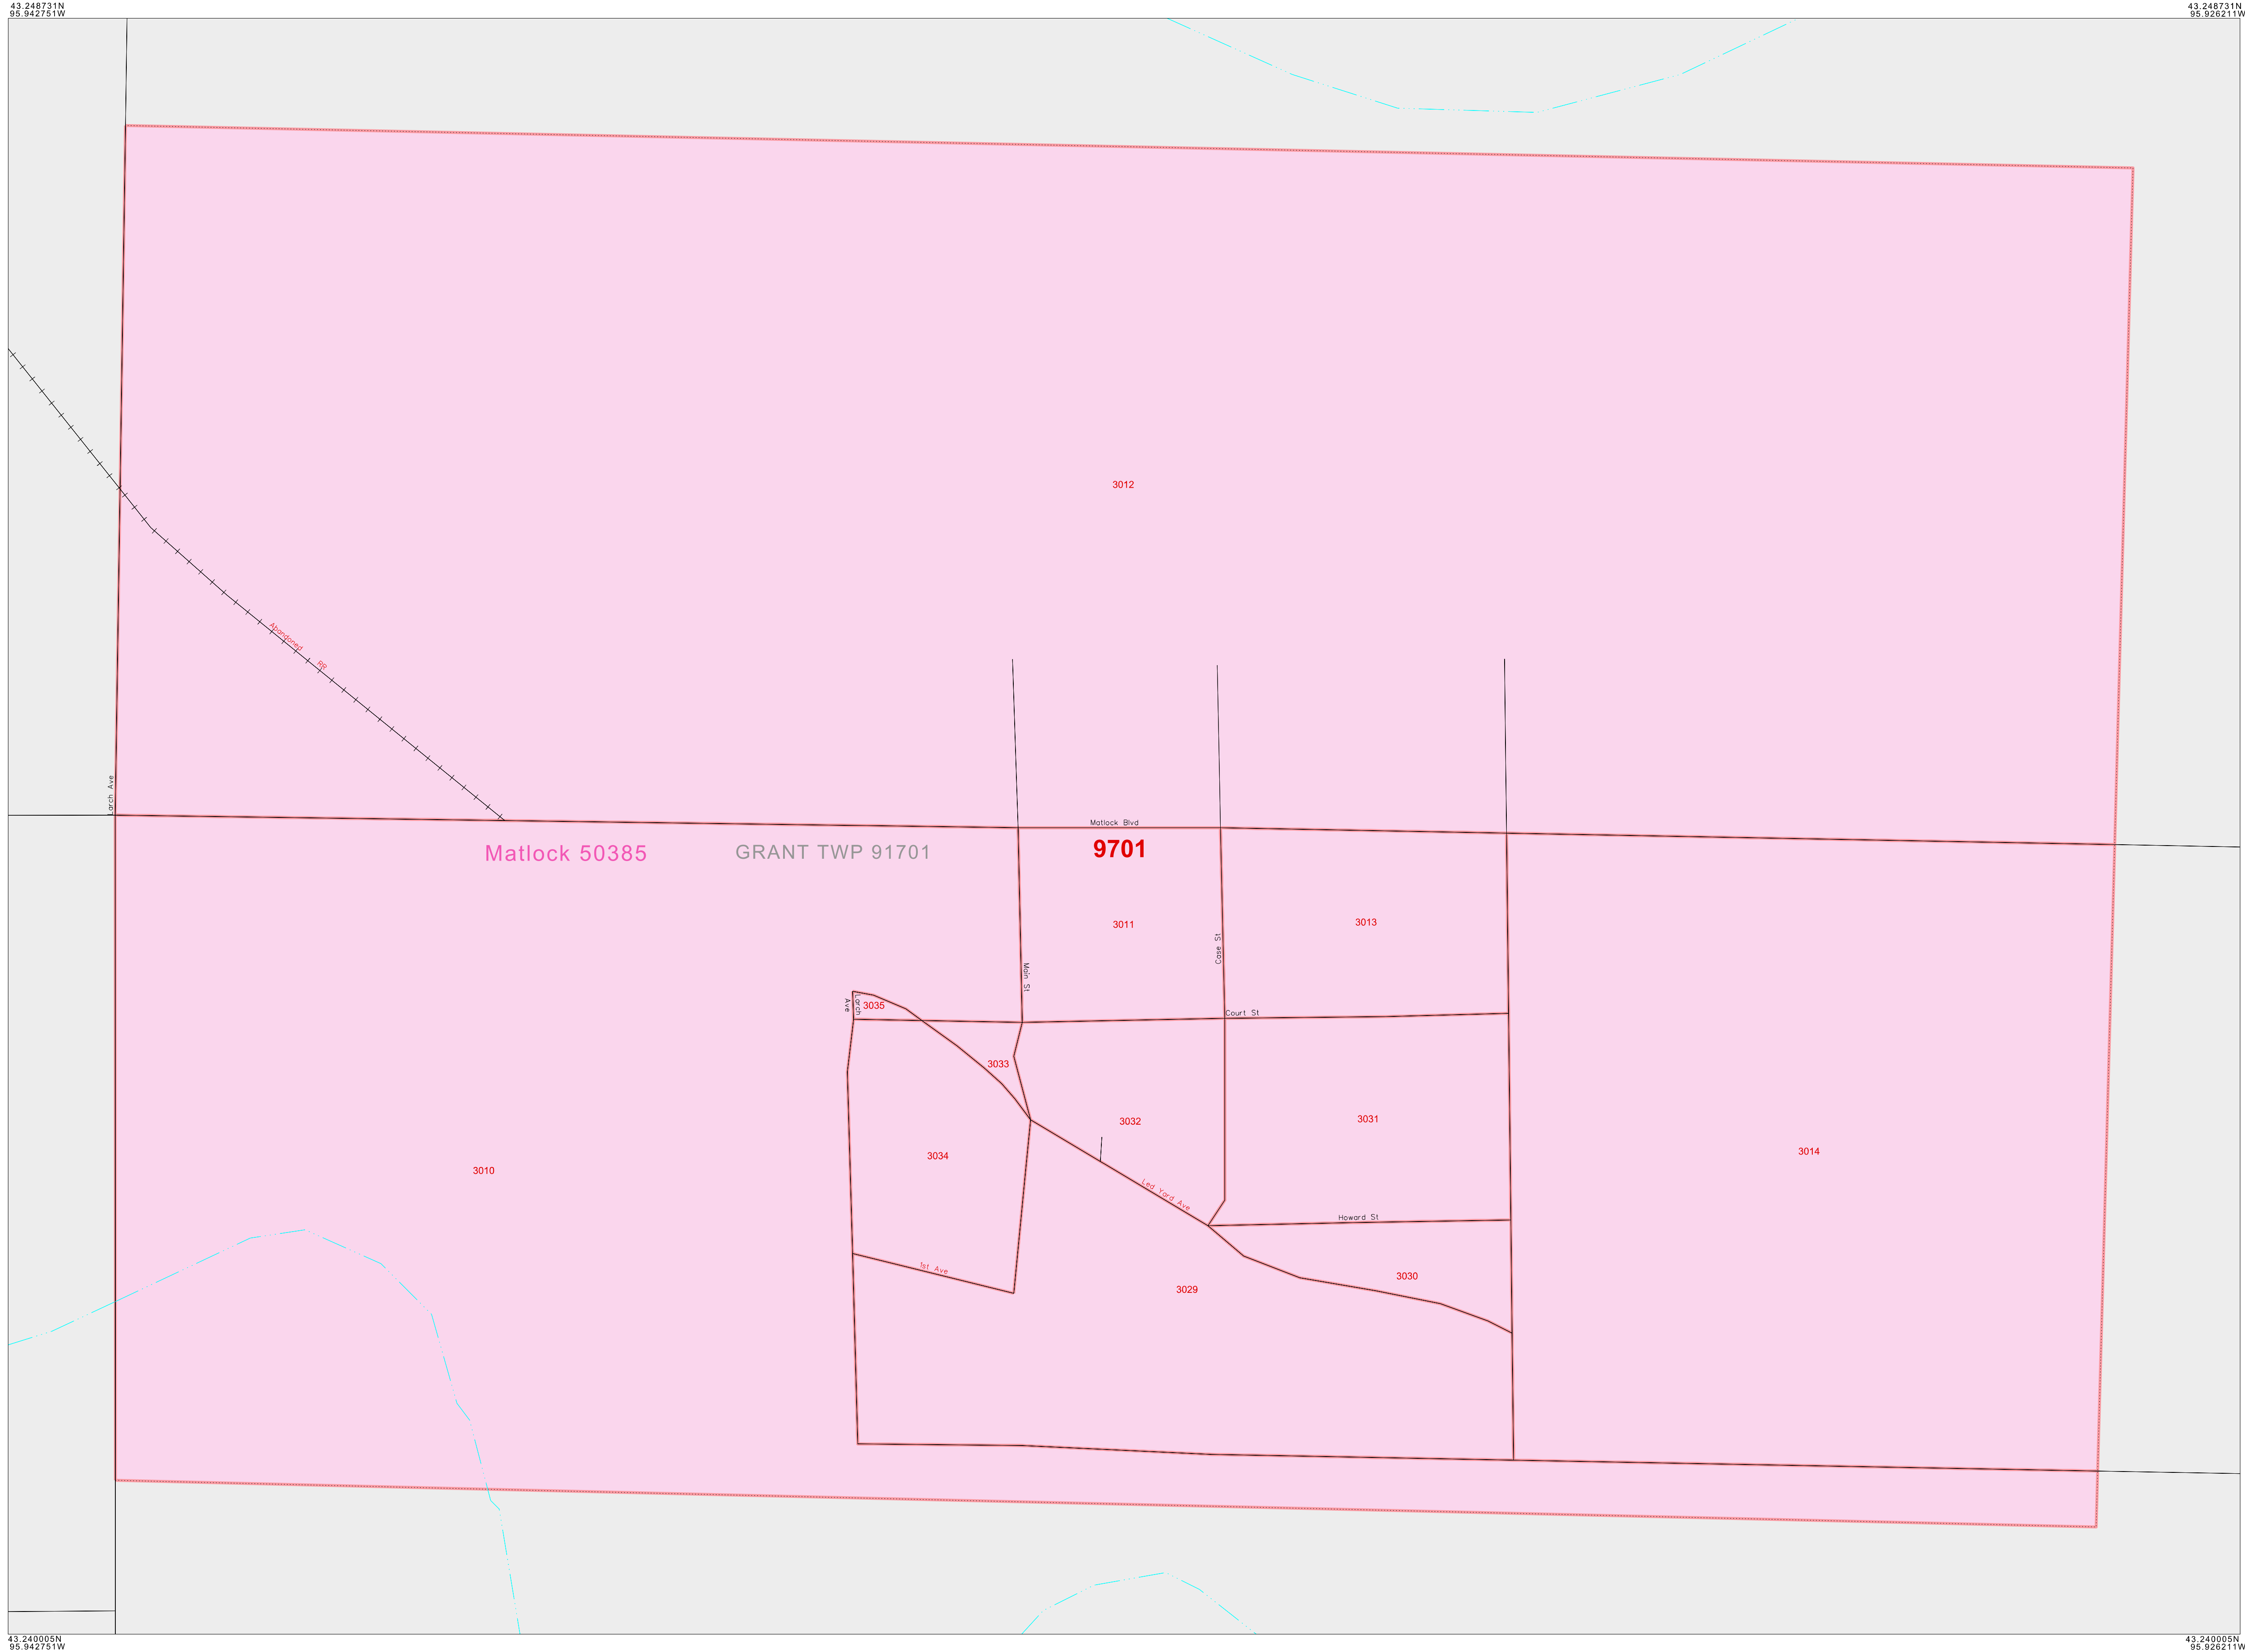 43.248731N
95.942751W
43.248731N
95.926211W
3012
Abandoned RR
Larch Ave
Matlock Blvd
Matlock 50385
GRANT TWP 91701
9701
3011
3013
Case St
Main St
Larch
Ave
3035
Court St
3033
3032
3031
3034
3014
3010
Led Yard Ave
Howard St
1st Ave
3030
3029
43.240005N
95.942751W
43.240005N
95.926211W